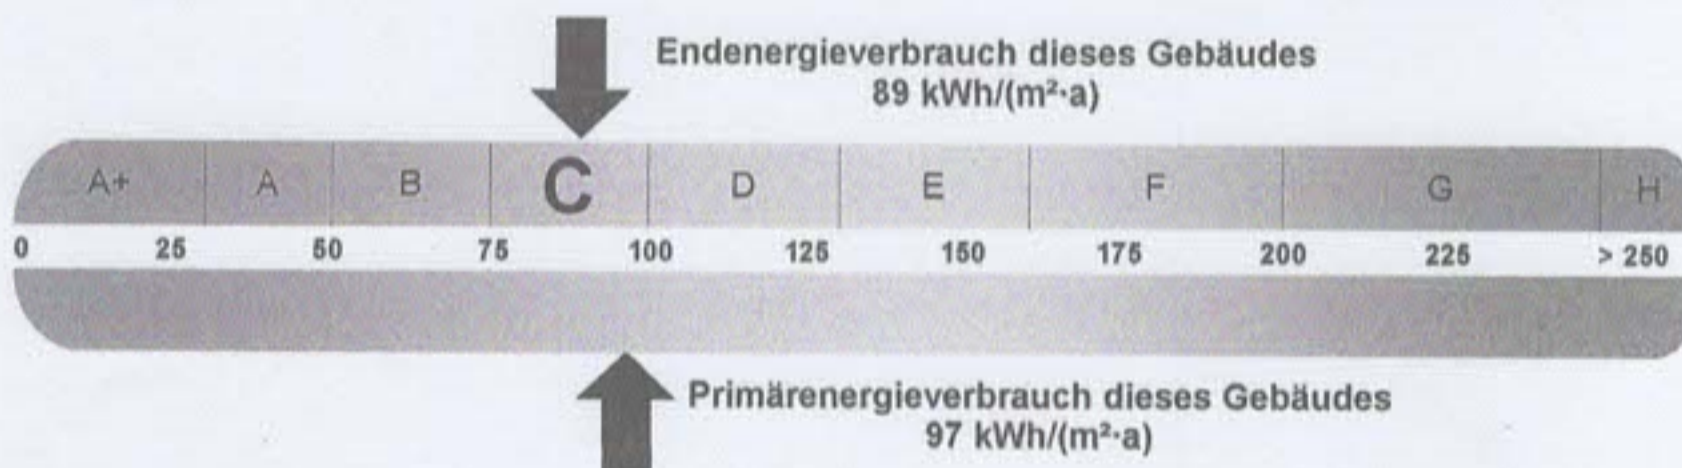 Endenergieverbrauch dieses Gebäudes
89 kWh/(m²·a)
A+ A B C D E F G H
0 25 50 75 100 125 150 175 200 225 > 250
Primärenergieverbrauch dieses Gebäudes
97 kWh/(m²·a)